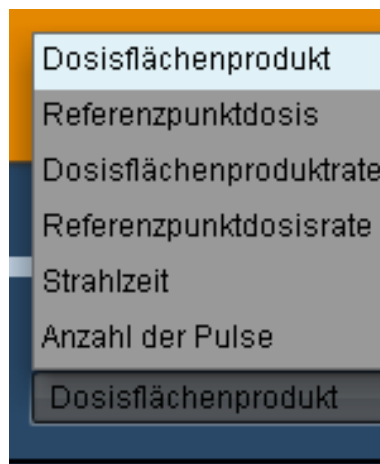 Dosisflächenprodukt
Referenzpunktdosis
Dosisflächenproduktrate
Referenzpunktdosisrate
Strahlzeit
Anzahl der Pulse
Dosisflächenprodukt